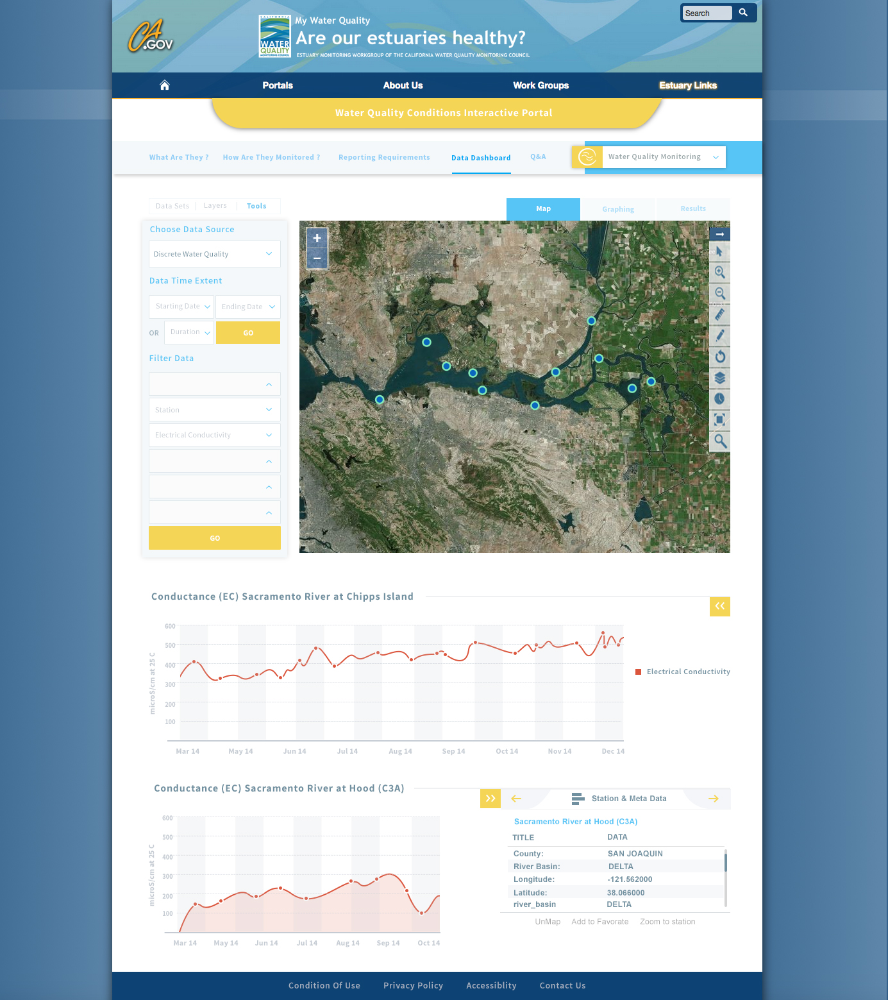 Search
CA.GOV
CALIFORNIA
WATER
QUALITY
MONITORING COUNCIL
My Water Quality
Are our estuaries healthy?
ESTUARY MONITORING WORKGROUP OF THE CALIFORNIA WATER QUALITY MONITORING COUNCIL
Portals
About Us
Work Groups
Estuary Links
Water Quality Conditions Interactive Portal
What Are They ?
How Are They Monitored ?
Reporting Requirements
Data Dashboard
Q&A
Water Quality Monitoring
Data Sets
Layers
Tools
Map
Graphing
Results
Choose Data Source
Discrete Water Quality
Data Time Extent
Starting Date
Ending Date
OR
Duration
GO
Filter Data
Station
Electrical Conductivity
GO
+
−
Conductance (EC) Sacramento River at Chipps Island
microS/cm at 25 C
600
500
400
300
200
100
Mar 14
May 14
Jun 14
Jul 14
Aug 14
Sep 14
Oct 14
Nov 14
Dec 14
Electrical Conductivity
Conductance (EC) Sacramento River at Hood (C3A)
microS/cm at 25 C
600
500
400
300
200
100
Mar 14
May 14
Jun 14
Jul 14
Aug 14
Sep 14
Oct 14
Station & Meta Data
Sacramento River at Hood (C3A)
TITLE DATA
County: SAN JOAQUIN
River Basin: DELTA
Longitude: -121.562000
Latitude: 38.066000
river_basin DELTA
UnMap
Add to Favorate
Zoom to station
Condition Of Use
Privacy Policy
Accessiblity
Contact Us